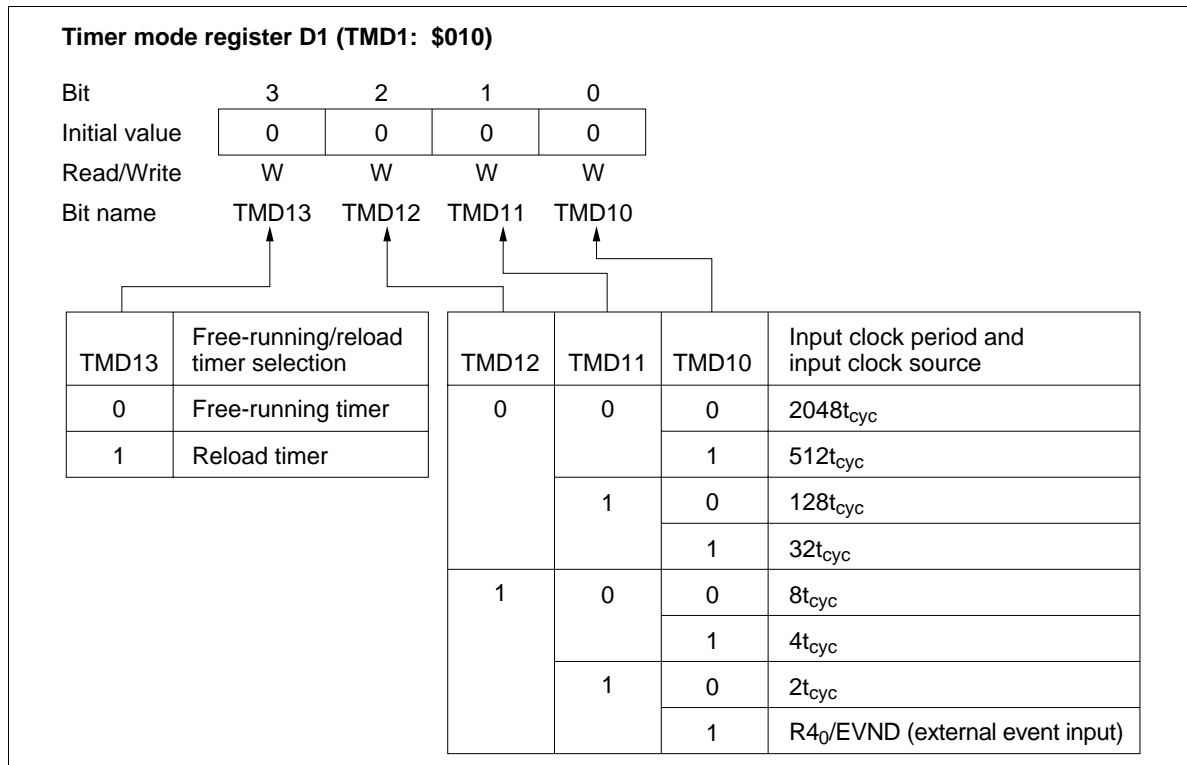 Timer mode register D1 (TMD1: $010)
Bit 3 2 1 0
Initial value 0 0 0 0
Read/Write W W W W
Bit name TMD13 TMD12 TMD11 TMD10
TMD13 Free-running/reload timer selection
0 Free-running timer
1 Reload timer
TMD12 TMD11 TMD10 Input clock period and input clock source
0 0 0 2048tcyc
1 512tcyc
1 0 128tcyc
1 32tcyc
1 0 0 8tcyc
1 4tcyc
1 0 2tcyc
1 R40/EVND (external event input)